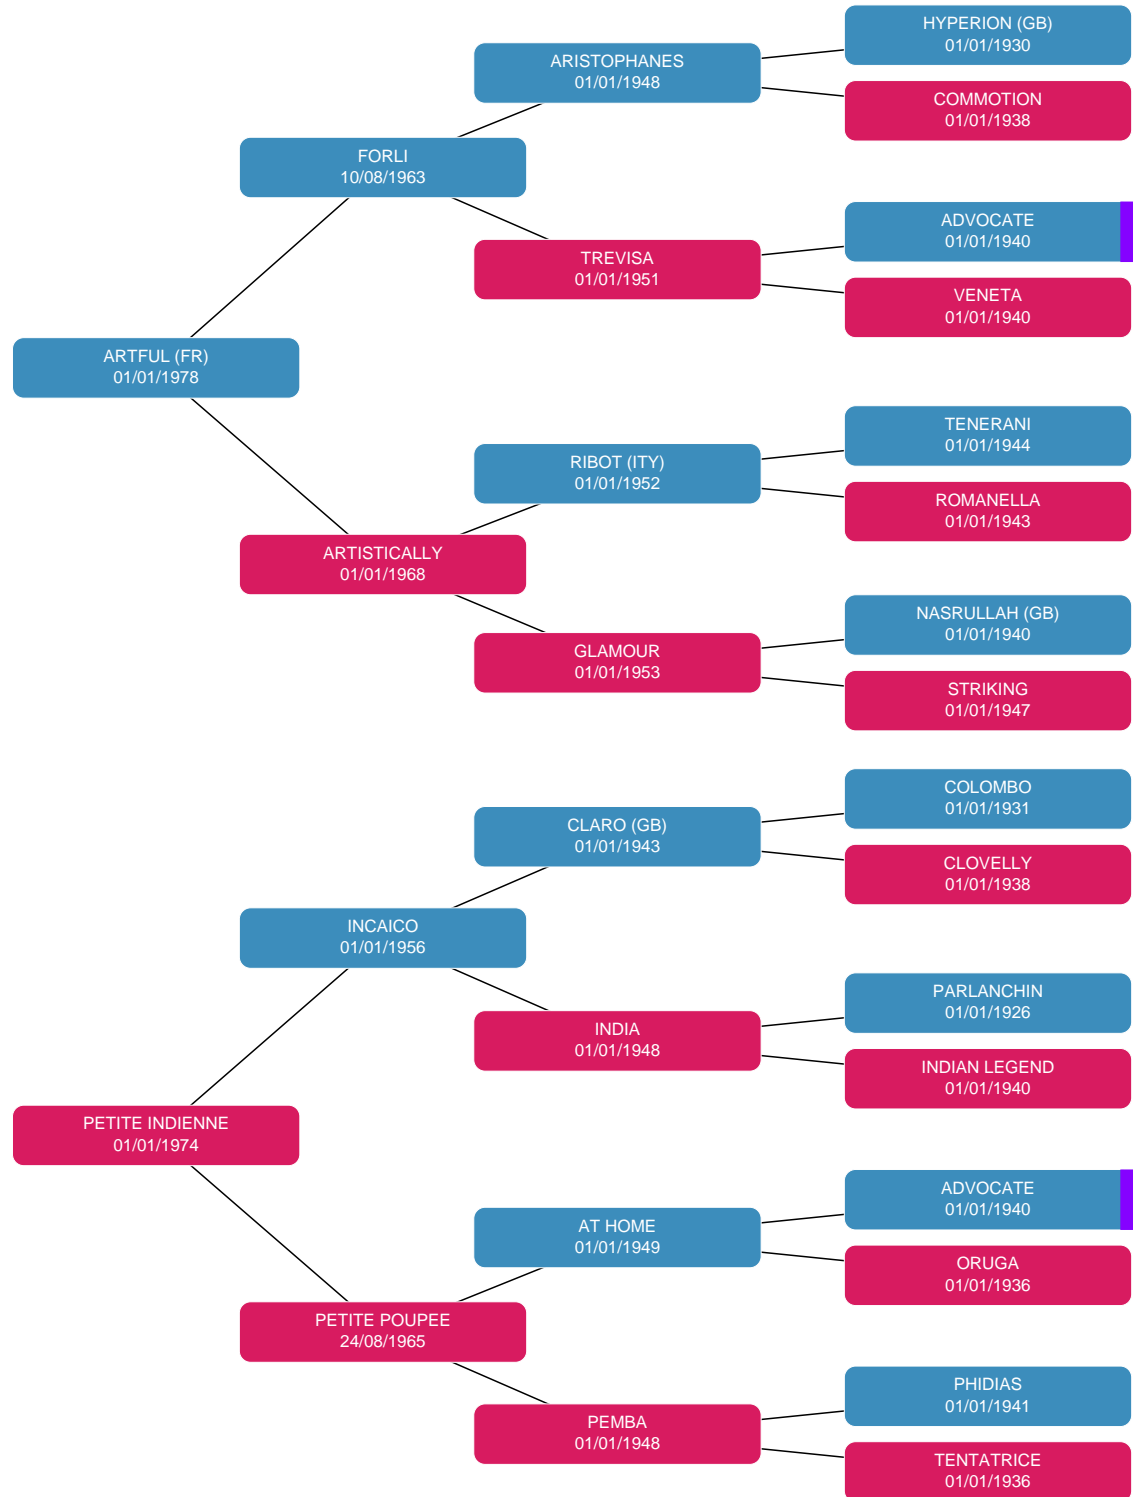 HYPERION (GB)
01/01/1930
ARISTOPHANES
01/01/1948
COMMOTION
01/01/1938
FORLI
10/08/1963
ADVOCATE
01/01/1940
TREVISA
01/01/1951
VENETA
01/01/1940
ARTFUL (FR)
01/01/1978
TENERANI
01/01/1944
RIBOT (ITY)
01/01/1952
ROMANELLA
01/01/1943
ARTISTICALLY
01/01/1968
NASRULLAH (GB)
01/01/1940
GLAMOUR
01/01/1953
STRIKING
01/01/1947
COLOMBO
01/01/1931
CLARO (GB)
01/01/1943
CLOVELLY
01/01/1938
INCAICO
01/01/1956
PARLANCHIN
01/01/1926
INDIA
01/01/1948
INDIAN LEGEND
01/01/1940
PETITE INDIENNE
01/01/1974
ADVOCATE
01/01/1940
AT HOME
01/01/1949
ORUGA
01/01/1936
PETITE POUPEE
24/08/1965
PHIDIAS
01/01/1941
PEMBA
01/01/1948
TENTATRICE
01/01/1936